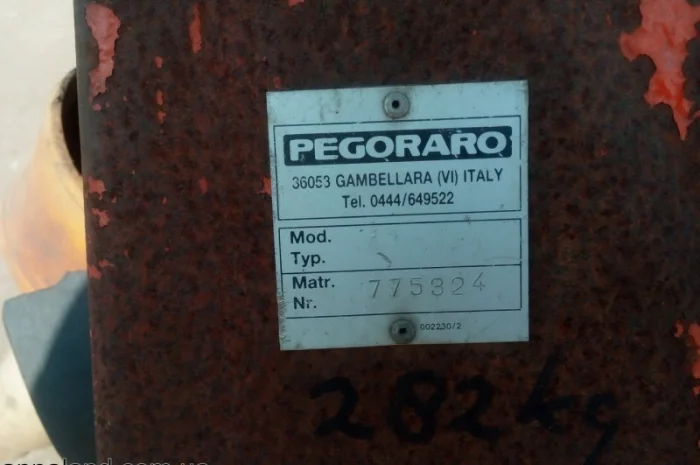 PEGORARO
36053 GAMBELLARA (VI) ITALY
Tel. 0444/649522
Mod.
Typ.
Matr. 775324
Nr.
002230/2
282kg